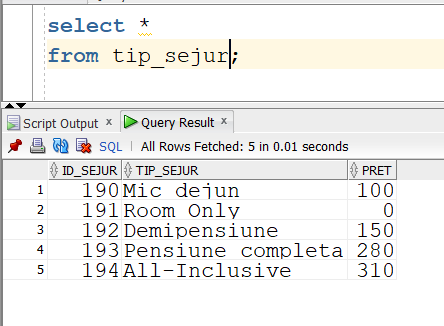 select *
from tip_sejur;
Script Output x Query Result x
SQL | All Rows Fetched: 5 in 0.01 seconds
ID_SEJUR TIP_SEJUR PRET
1 190 Mic dejun 100
2 191 Room Only 0
3 192 Demipensiune 150
4 193 Pensiune completa 280
5 194 All-Inclusive 310